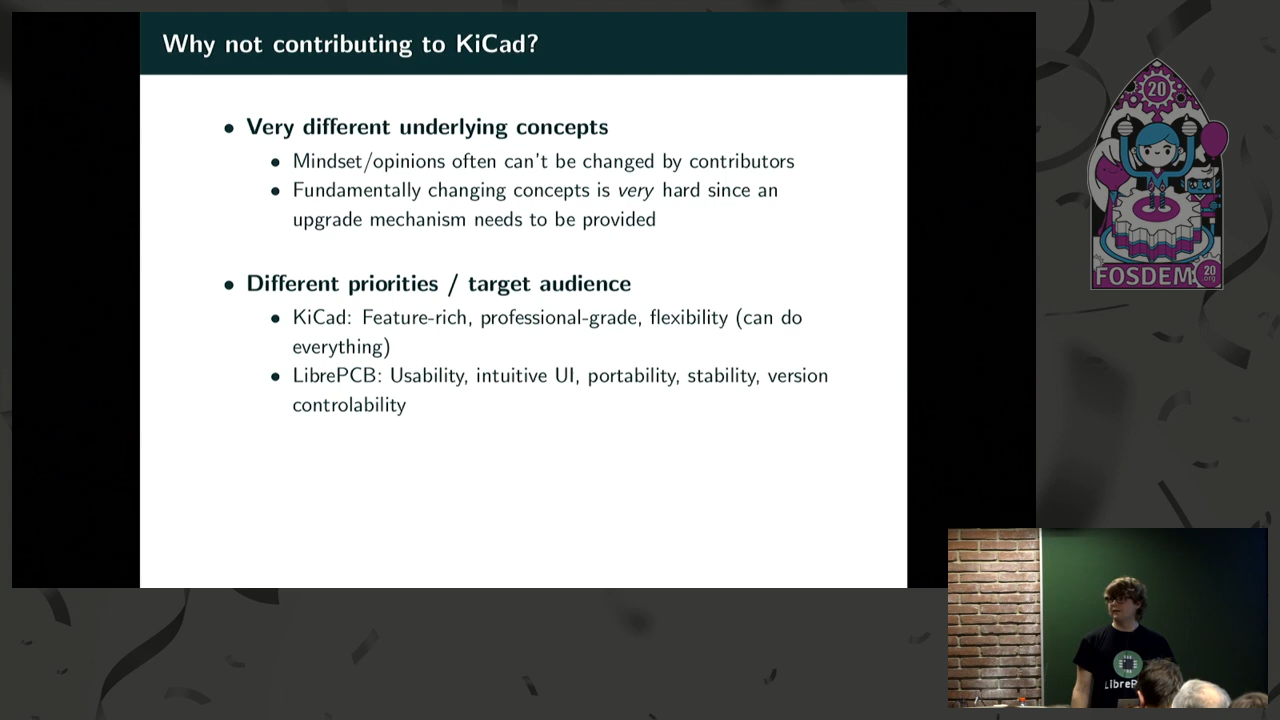 Why not contributing to KiCad?
• Very different underlying concepts
• Mindset/opinions often can't be changed by contributors
• Fundamentally changing concepts is very hard since an
upgrade mechanism needs to be provided
• Different priorities / target audience
• KiCad: Feature-rich, professional-grade, flexibility (can do
everything)
• LibrePCB: Usability, intuitive UI, portability, stability, version
controlability
20
FOSDEM
20
.org